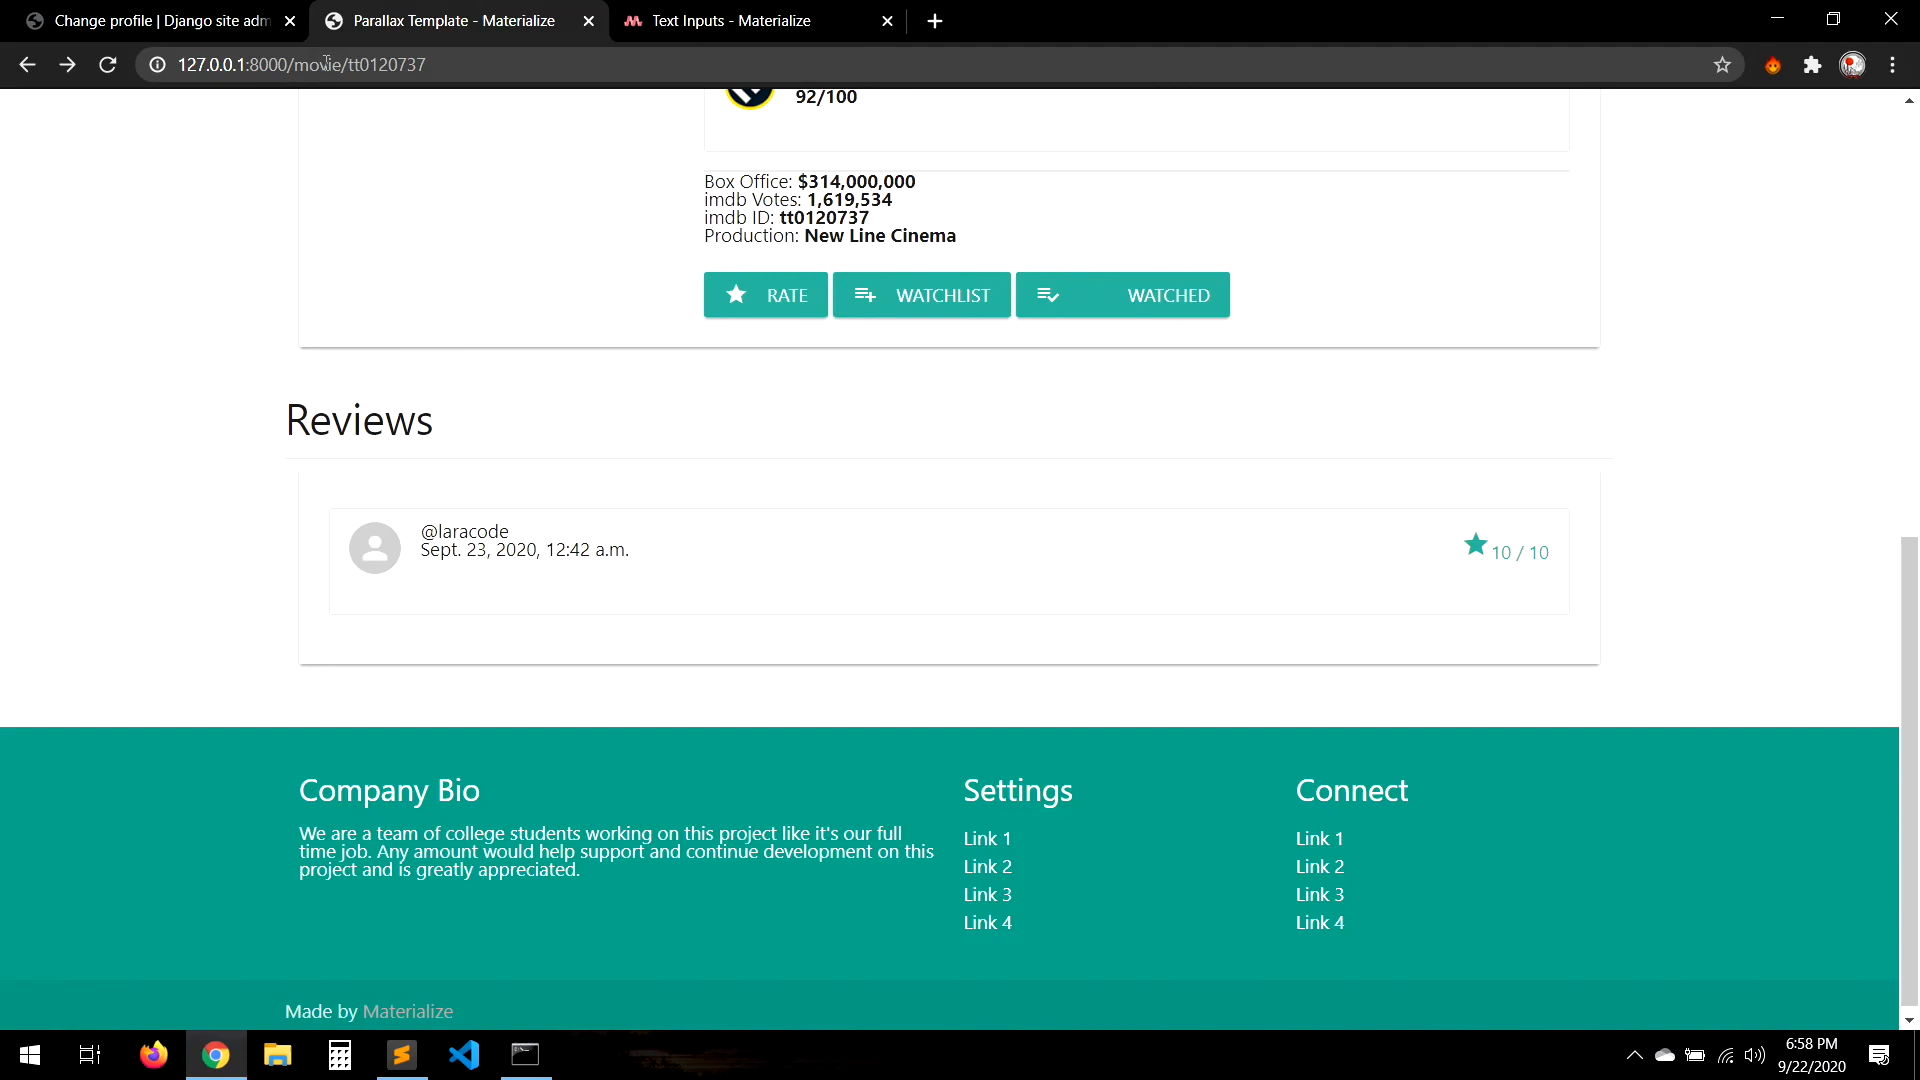 Change profile | Django site adm
Parallax Template - Materialize
Text Inputs - Materialize
127.0.0.1:8000/movie/tt0120737
92/100
Box Office: $314,000,000
imdb Votes: 1,619,534
imdb ID: tt0120737
Production: New Line Cinema
RATE
WATCHLIST
WATCHED
Reviews
@laracode
Sept. 23, 2020, 12:42 a.m.
10 / 10
Company Bio
We are a team of college students working on this project like it's our full
time job. Any amount would help support and continue development on this
project and is greatly appreciated.
Settings
Link 1
Link 2
Link 3
Link 4
Connect
Link 1
Link 2
Link 3
Link 4
Made by Materialize
6:58 PM
9/22/2020